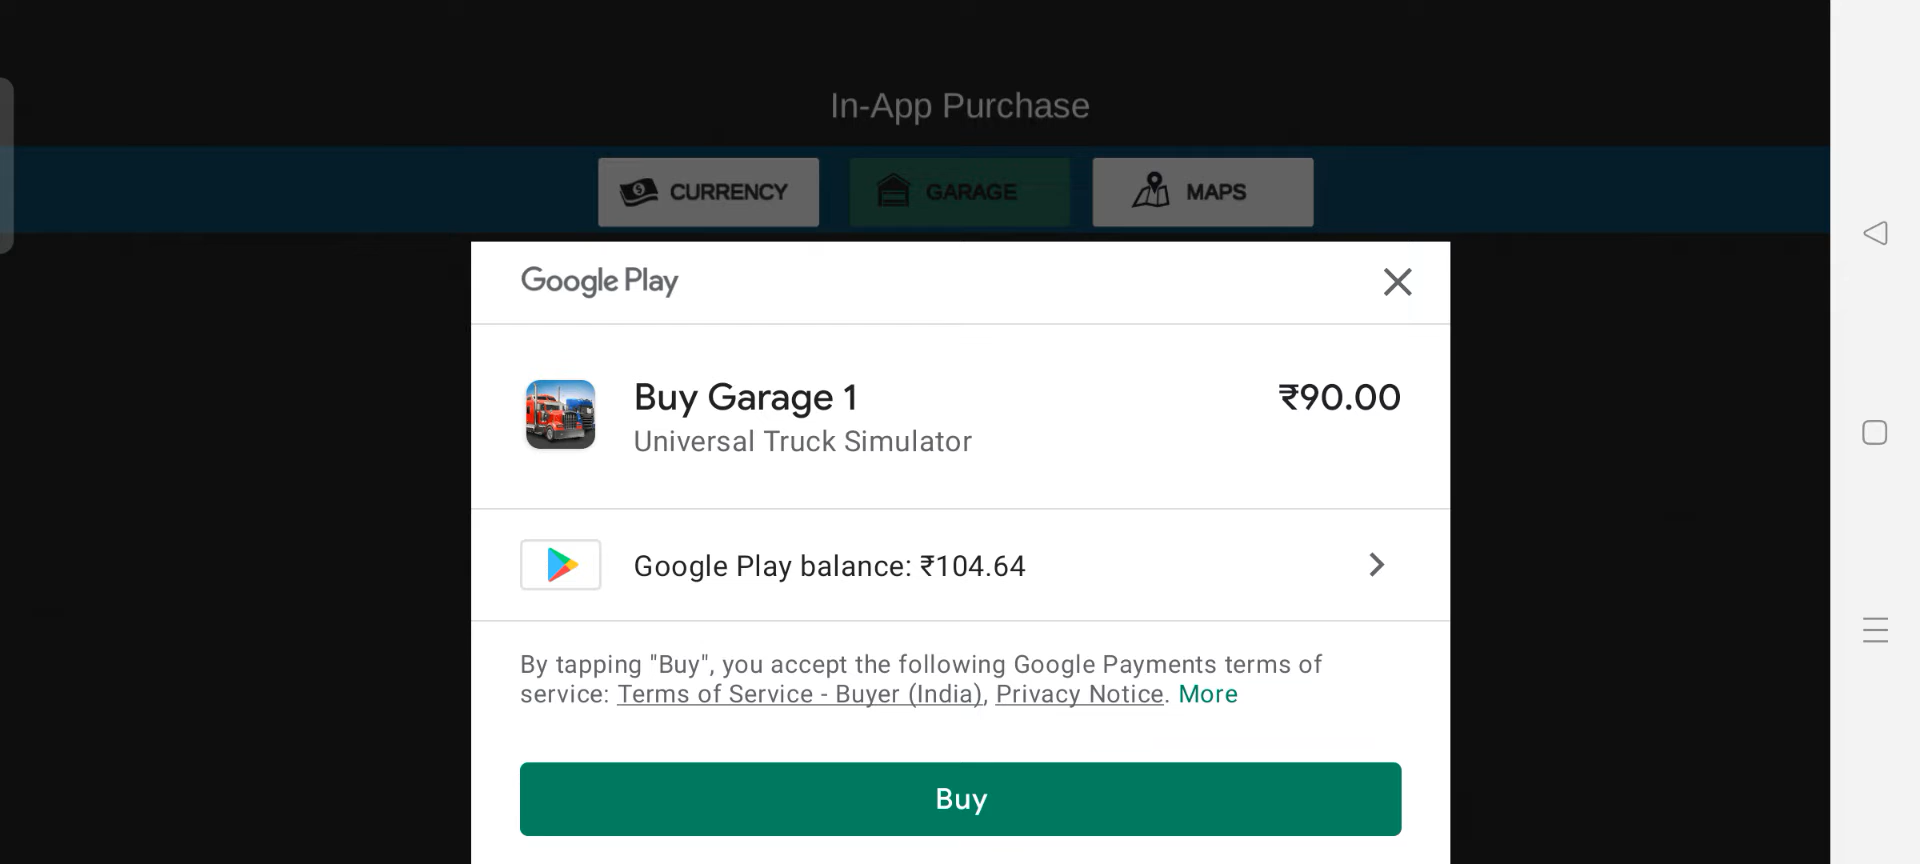 In-App Purchase
CURRENCY
GARAGE
MAPS
Google Play
Buy Garage 1
₹90.00
Universal Truck Simulator
Google Play balance: ₹104.64
By tapping "Buy", you accept the following Google Payments terms of
service: Terms of Service - Buyer (India), Privacy Notice. More
Buy